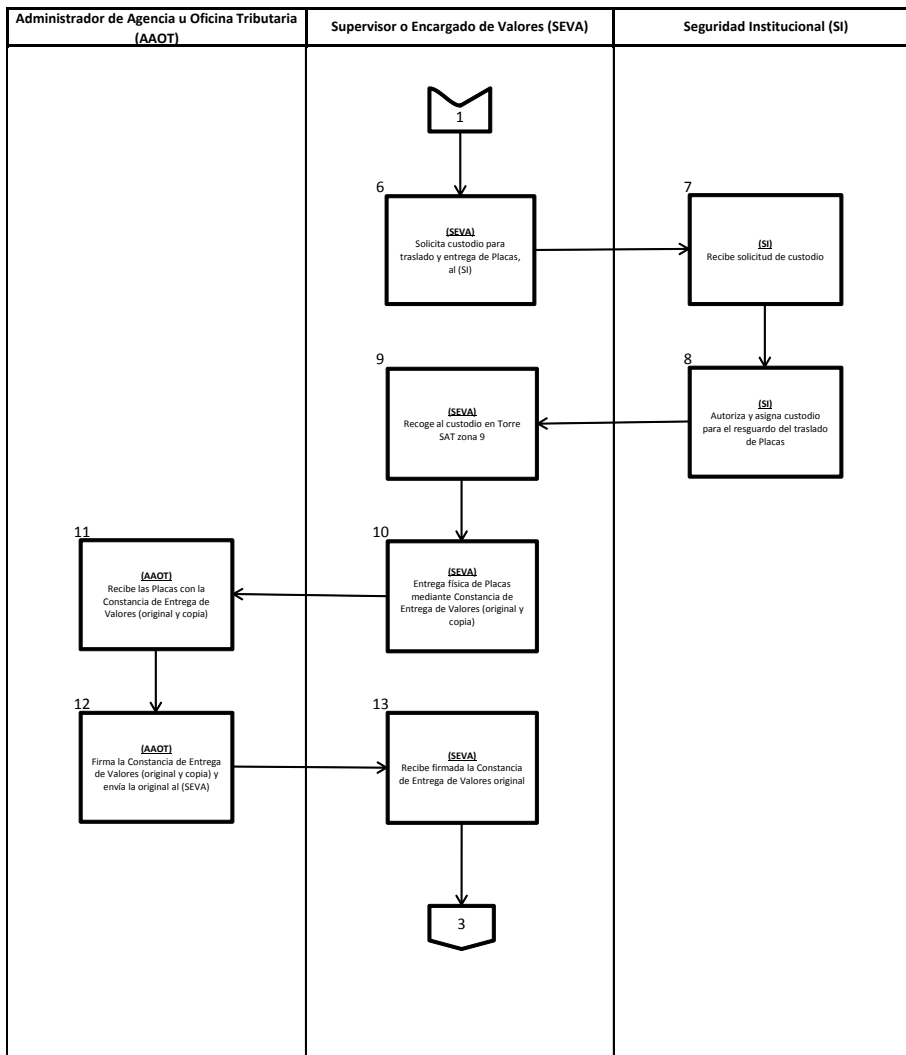 Administrador de Agencia u Oficina Tributaria
(AAOT)
Supervisor o Encargado de Valores (SEVA)
Seguridad Institucional (SI)
1
6
(SEVA)
Solicita custodio para
traslado y entrega de Placas,
al (SI)
7
(SI)
Recibe solicitud de custodio
8
(SI)
Autoriza y asigna custodio
para el resguardo del traslado
de Placas
9
(SEVA)
Recoge al custodio en Torre
SAT zona 9
10
(SEVA)
Entrega física de Placas
mediante Constancia de
Entrega de Valores (original y
copia)
11
(AAOT)
Recibe las Placas con la
Constancia de Entrega de
Valores (original y copia)
12
(AAOT)
Firma la Constancia de Entrega
de Valores (original y copia) y
envía la original al (SEVA)
13
(SEVA)
Recibe firmada la Constancia
de Entrega de Valores original
3